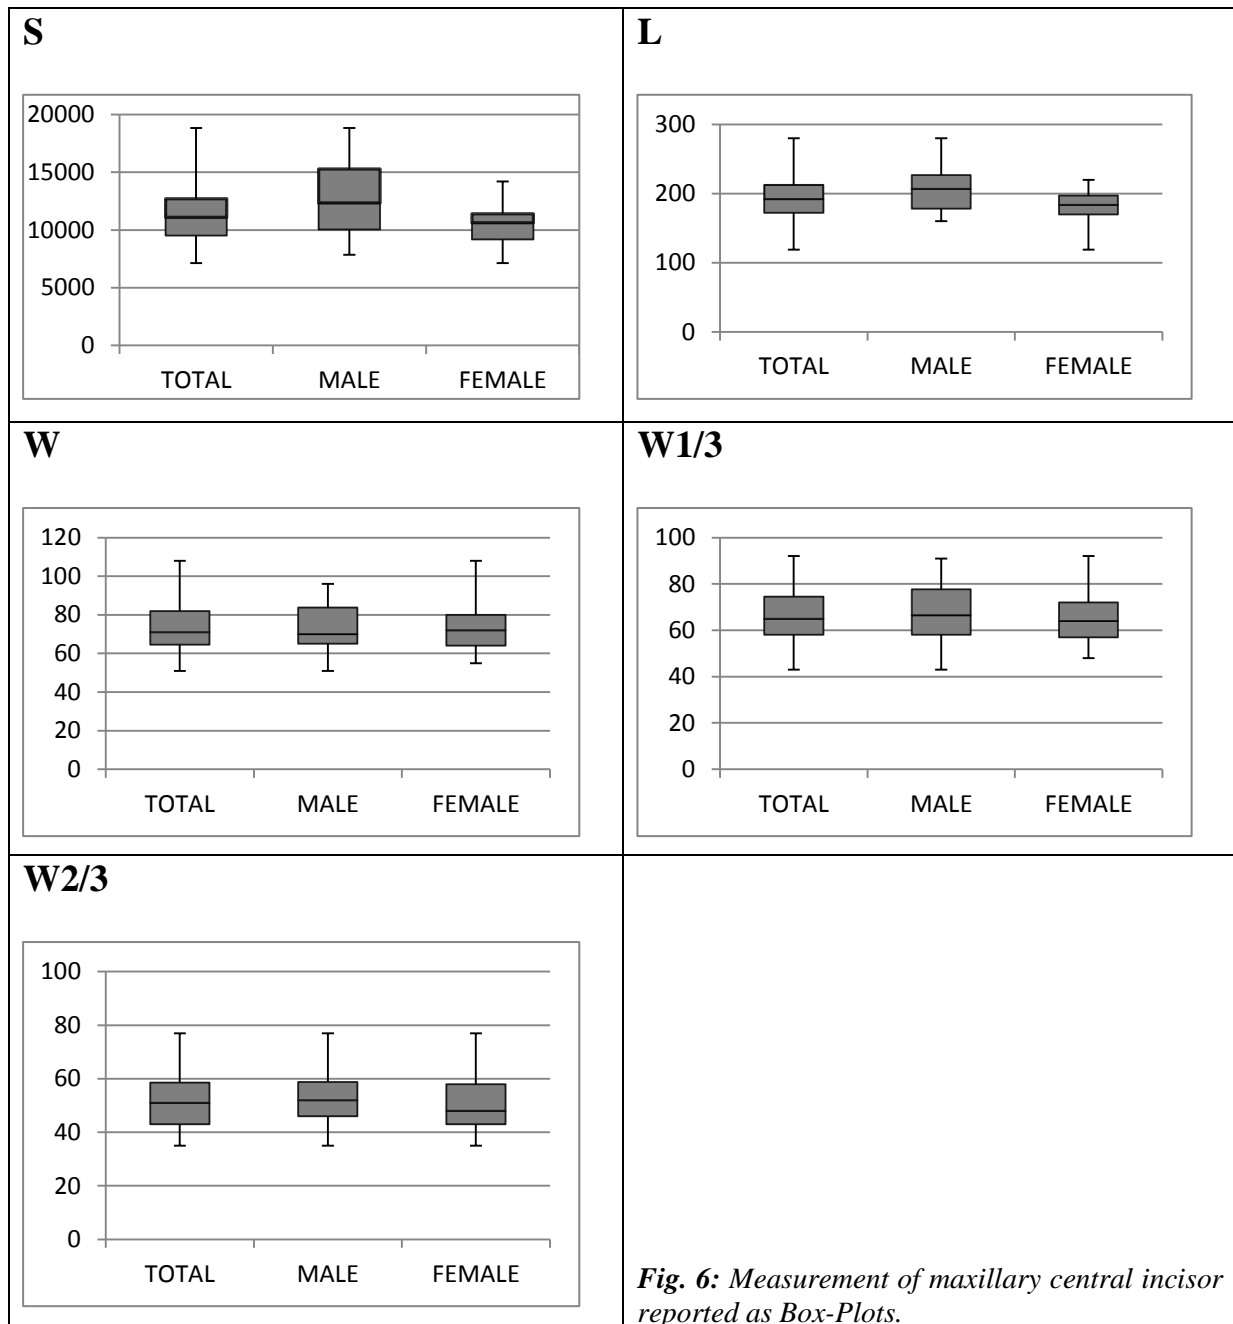 S
20000
15000
10000
5000
0
TOTAL MALE FEMALE
L
300
200
100
0
TOTAL MALE FEMALE
W
120
100
80
60
40
20
0
TOTAL MALE FEMALE
W1/3
100
80
60
40
20
0
TOTAL MALE FEMALE
W2/3
100
80
60
40
20
0
TOTAL MALE FEMALE
Fig. 6: Measurement of maxillary central incisor
reported as Box-Plots.